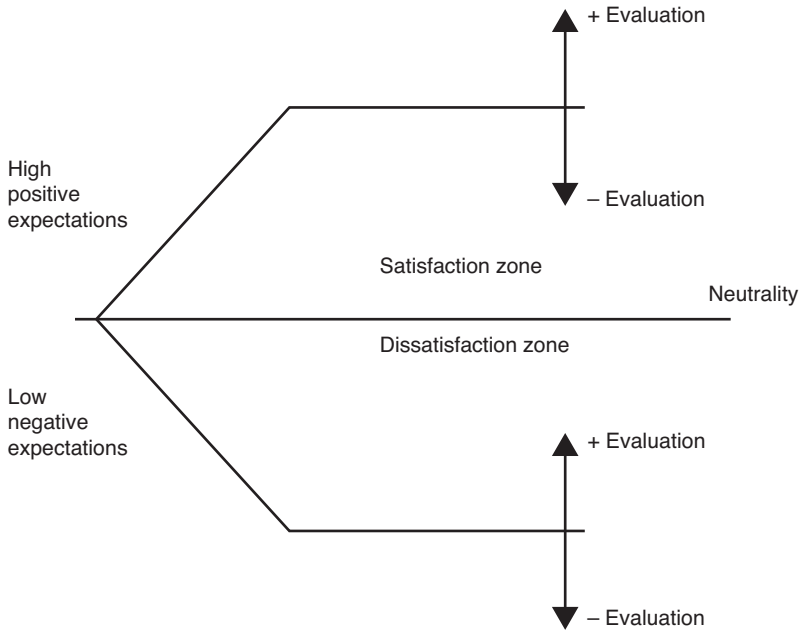 + Evaluation
High
positive
expectations
– Evaluation
Satisfaction zone
Neutrality
Dissatisfaction zone
Low
negative
expectations
+ Evaluation
– Evaluation